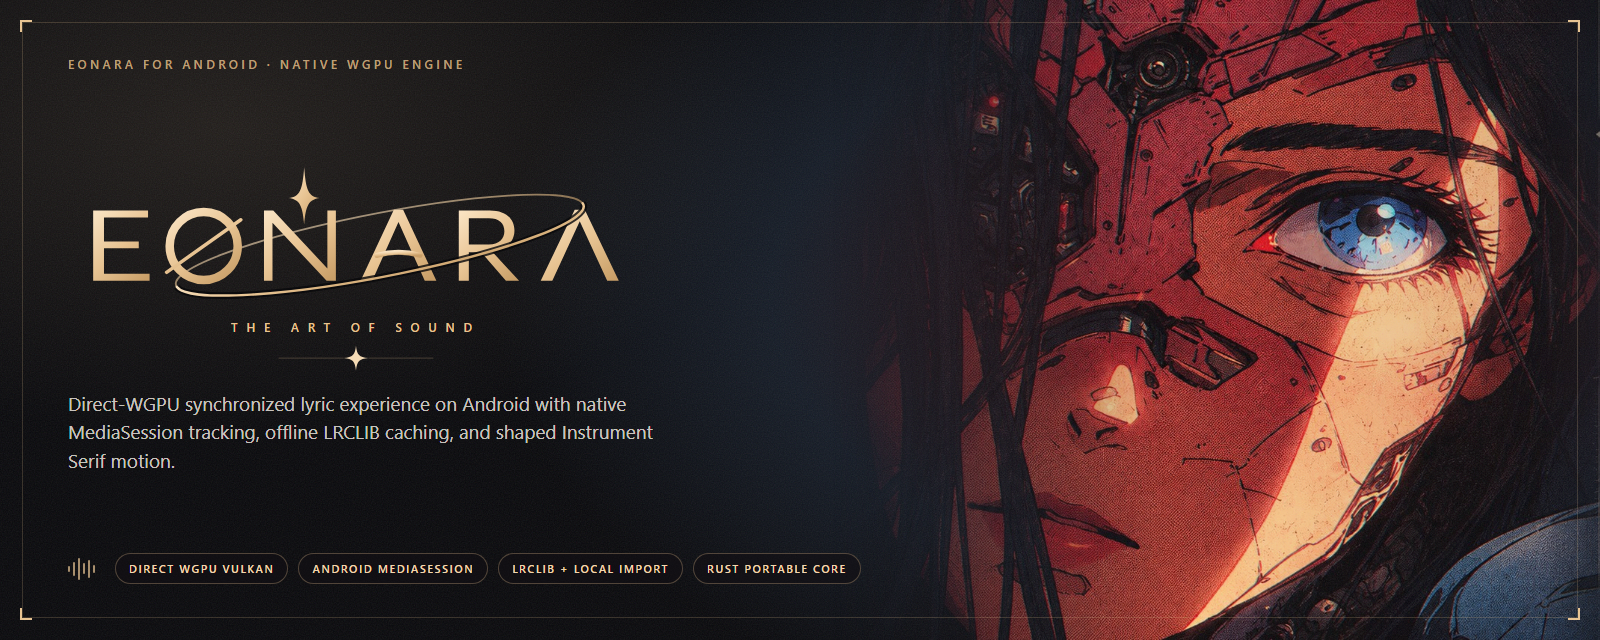 EONARA FOR ANDROID · NATIVE WGPU ENGINE
EONARA
THE ART OF SOUND
Direct-WGPU synchronized lyric experience on Android with native
MediaSession tracking, offline LRCLIB caching, and shaped Instrument
Serif motion.
DIRECT WGPU VULKAN
ANDROID MEDIASESSION
LRCLIB + LOCAL IMPORT
RUST PORTABLE CORE